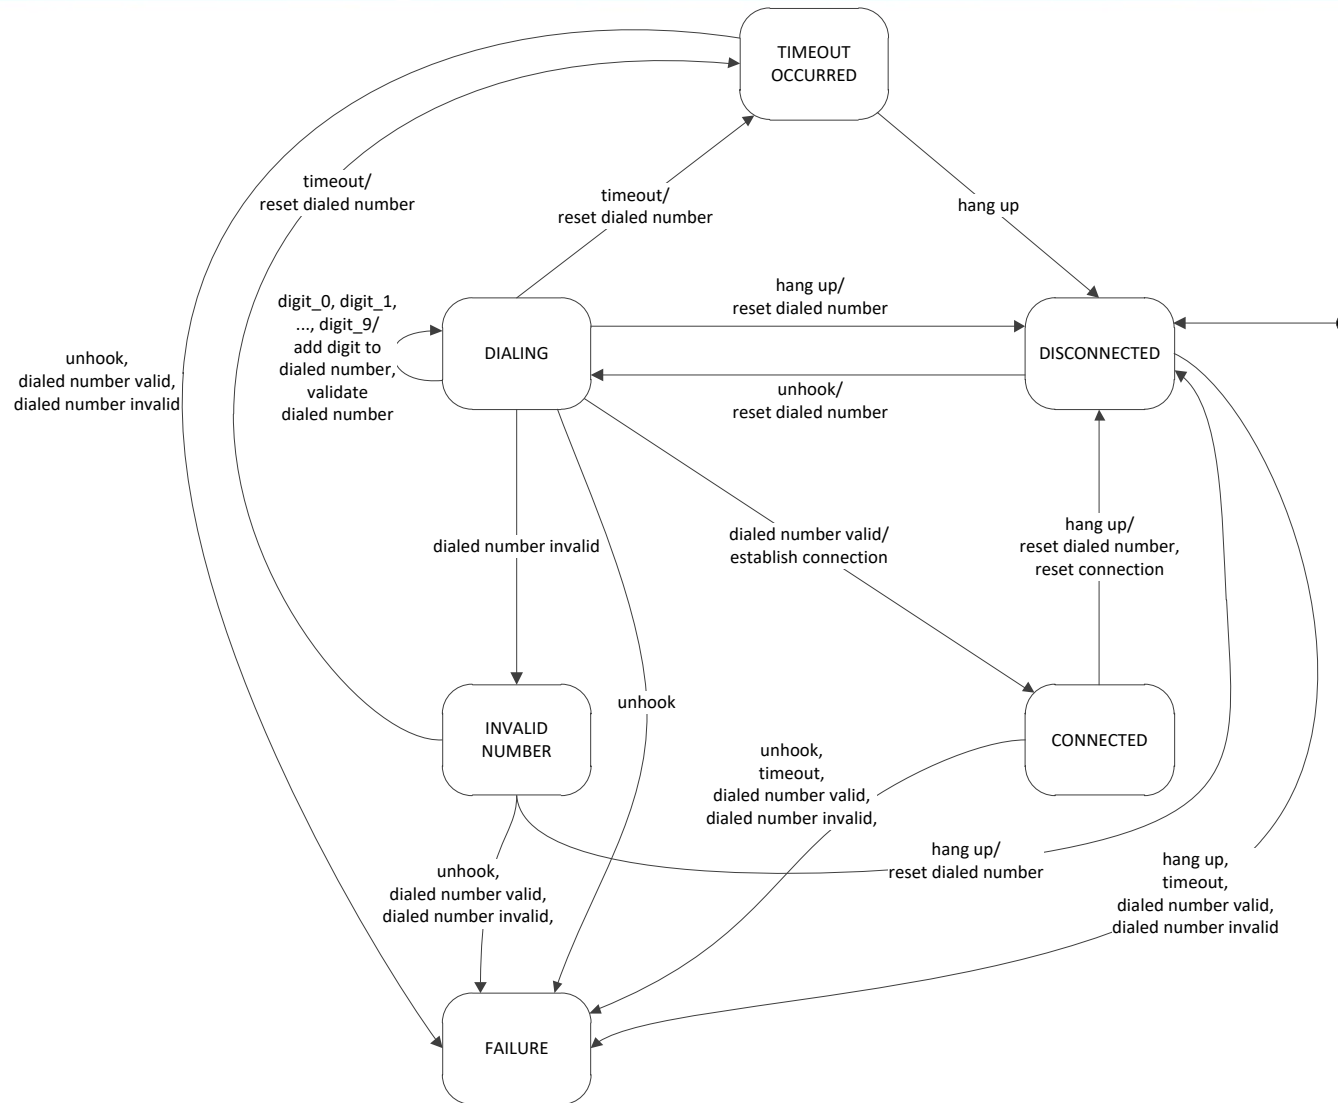 TIMEOUT
OCCURRED
timeout/
reset dialed number
timeout/
reset dialed number
hang up
digit_0, digit_1,
..., digit_9/
add digit to
dialed number,
validate
dialed number
hang up/
reset dialed number
DIALING
DISCONNECTED
unhook,
dialed number valid,
dialed number invalid
unhook/
reset dialed number
dialed number invalid
dialed number valid/
establish connection
hang up/
reset dialed number,
reset connection
unhook
INVALID
NUMBER
CONNECTED
unhook,
timeout,
dialed number valid,
dialed number invalid,
hang up/
reset dialed number
unhook,
dialed number valid,
dialed number invalid,
hang up,
timeout,
dialed number valid,
dialed number invalid
FAILURE